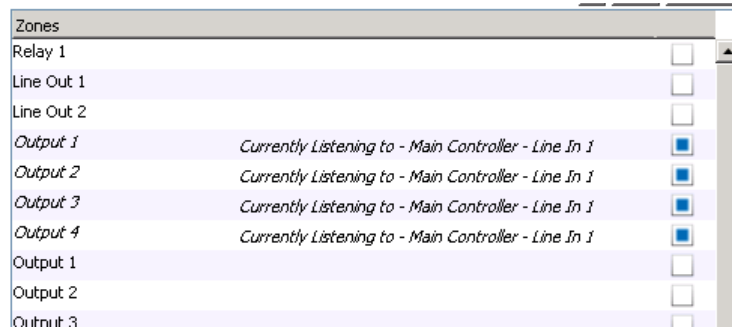 Zones
Relay 1
Line Out 1
Line Out 2
Output 1 Currently Listening to - Main Controller - Line In 1
Output 2 Currently Listening to - Main Controller - Line In 1
Output 3 Currently Listening to - Main Controller - Line In 1
Output 4 Currently Listening to - Main Controller - Line In 1
Output 1
Output 2
Output 3